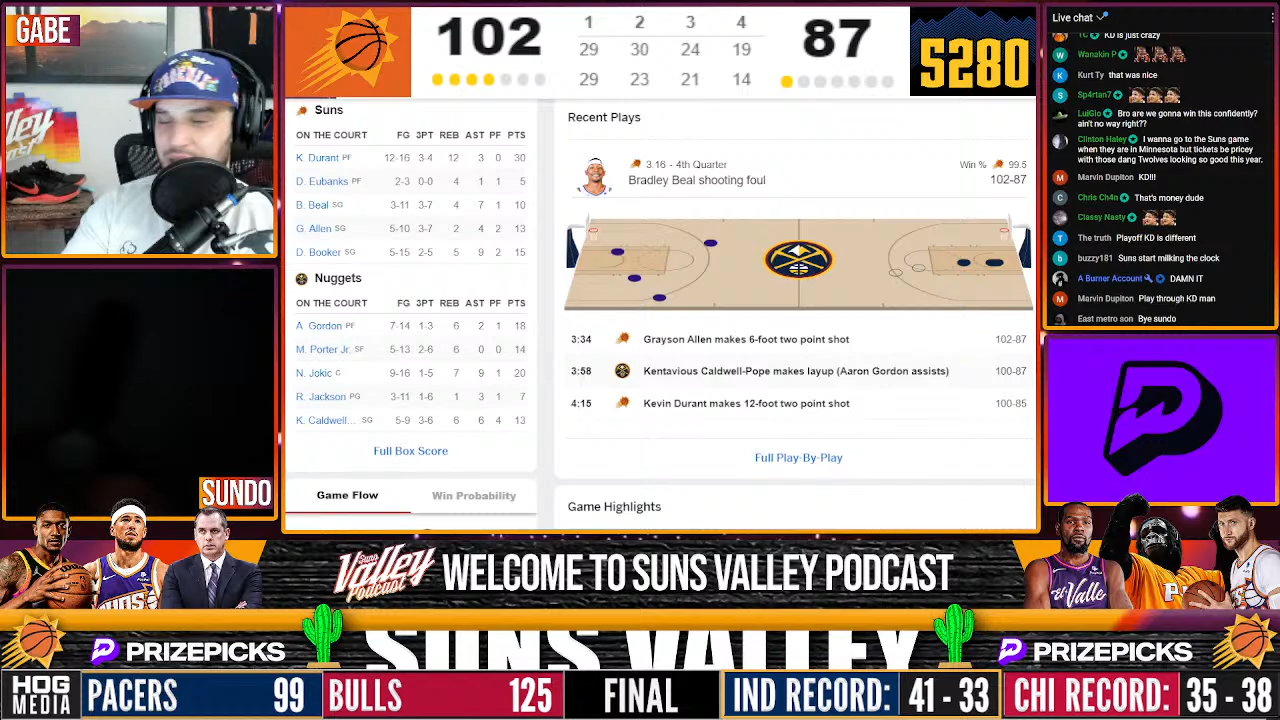 GABE
102
1 2 3 4
29 30 24 19
29 23 21 14
87
5280
Suns
ON THE COURT FG 3PT REB AST PF PTS
K. Durant PF 12-16 3-4 12 3 0 30
D. Eubanks PF 2-3 0-0 4 1 1 5
B. Beal SG 3-11 3-7 4 7 1 10
G. Allen SG 5-10 3-7 2 4 2 13
D. Booker SG 5-15 2-5 5 9 2 15
Nuggets
ON THE COURT FG 3PT REB AST PF PTS
A. Gordon PF 7-14 1-3 6 2 1 18
M. Porter Jr. SF 5-13 2-6 6 0 0 14
N. Jokic C 9-16 1-5 7 9 1 20
R. Jackson PG 3-11 1-6 1 3 1 7
K. Caldwell... SG 5-9 3-6 6 6 4 13
Full Box Score
Game Flow Win Probability
Recent Plays
3:16 - 4th Quarter
Bradley Beal shooting foul
Win % 99.5
102-87
3:34 Grayson Allen makes 6-foot two point shot 102-87
3:58 Kentavious Caldwell-Pope makes layup (Aaron Gordon assists) 100-87
4:15 Kevin Durant makes 12-foot two point shot 100-85
Full Play-By-Play
Game Highlights
Live chat
TC KD is just crazy
W Wanakin P
K Kurt Ty that was nice
S Sp4rtan7
LuiGio Bro are we gonna win this confidently?
ain't no way right??
Clinton Haley I wanna go to the Suns game
when they are in Minnesota but tickets be pricey
with those dang Twolves looking so good this year.
M Marvin Dupiton KD!!!
C Chris Ch4n That's money dude
Classy Nasty
T The truth Playoff KD is different
b buzzy181 Suns start milking the clock
A Burner Account DAMN IT
M Marvin Dupiton Play through KD man
East metro son Bye sundo
SUNDO
Suns
Valley
Podcast
WELCOME TO SUNS VALLEY PODCAST
PRIZEPICKS
SUNS VALLEY
PRIZEPICKS
HOG
MEDIA
PACERS 99
BULLS 125
FINAL
IND RECORD: 41 - 33
CHI RECORD: 35 - 38